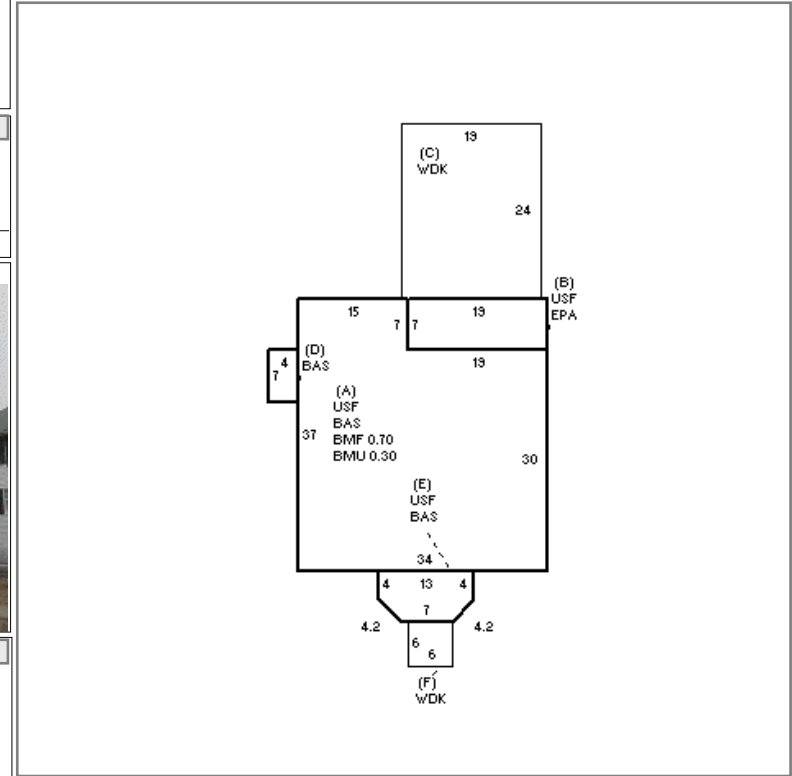 19
(C)
WDK
24
(B)
USF
EPA
15
19
7
7
(D)
BAS
4
7
19
(A)
USF
BAS
BMF 0.70
BMU 0.30
37
30
(E)
USF
BAS
34
4
13
4
7
4.2
4.2
6
6
(F)
WDK